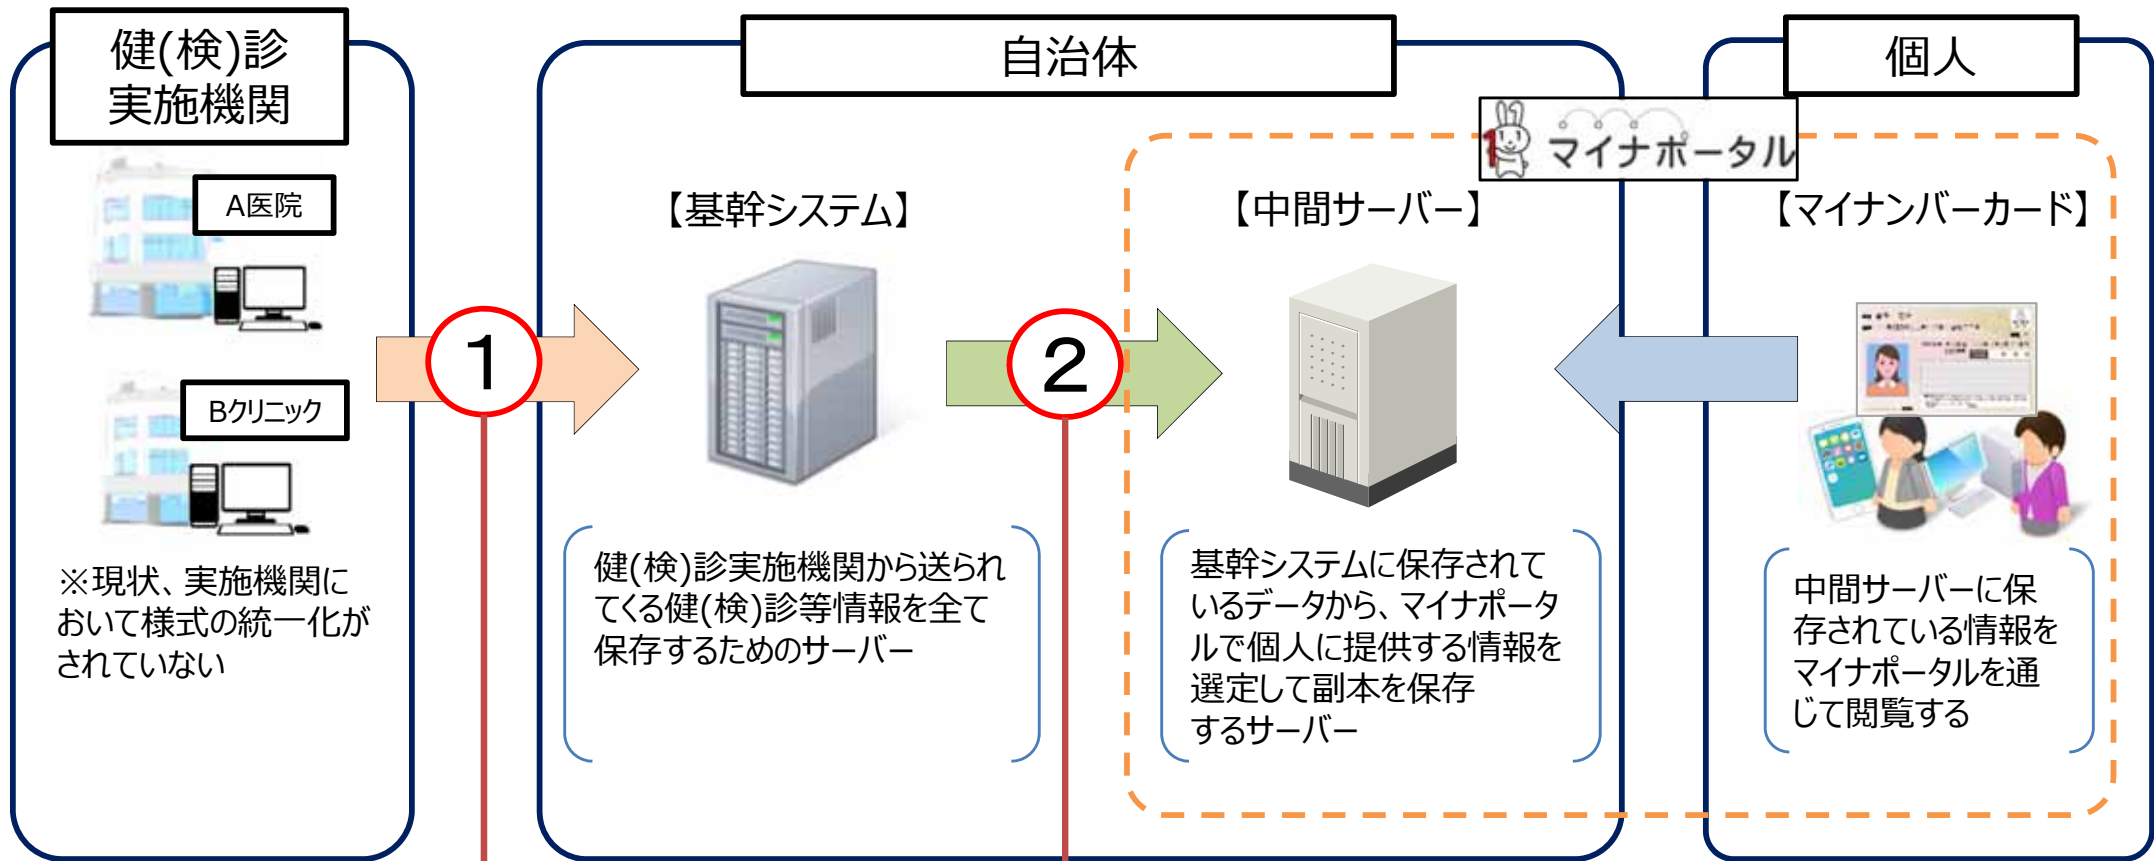 健(検)診
実施機関
A医院
Bクリニック
※現状、実施機関に
おいて様式の統一化が
されていない
1
自治体
【基幹システム】
健(検)診実施機関から送られ
てくる健(検)診等情報を全て
保存するためのサーバー
2
【中間サーバー】
基幹システムに保存されて
いるデータから、マイナポータ
ルで個人に提供する情報を
選定して副本を保存
するサーバー
マイナポータル
個人
【マイナンバーカード】
中間サーバーに保
存されている情報を
マイナポータルを通
じて閲覧する